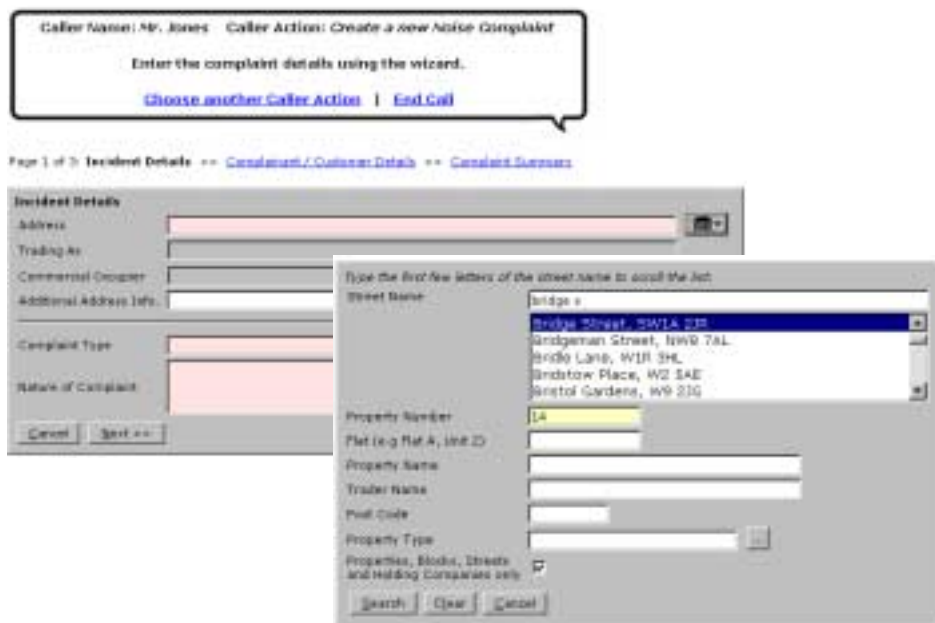 Caller Name: Mr. Jones Caller Action: Create a new Noise Complaint
Enter the complaint details using the wizard.
Choose another Caller Action | End Call
Page 1 of 3: Incident Details >> Complainant / Customer Details >> Complaint Summary
Incident Details
Address
Trading As
Commercial Occupier
Additional Address Info.
Complaint Type
Nature of Complaint
Cancel Next >>
Type the first few letters of the street name to scroll the list.
Street Name bridge s
Bridge Street, SW1A 2JR
Bridgeman Street, NW8 7AL
Bridle Lane, W1R 3HL
Bridstow Place, W2 5AE
Bristol Gardens, W9 2JG
Property Number 1A
Flat (e.g Flat A, Unit 2)
Property Name
Trader Name
Post Code
Property Type ...
Properties, Blocks, Streets
and Holding Companies only
Search Clear Cancel